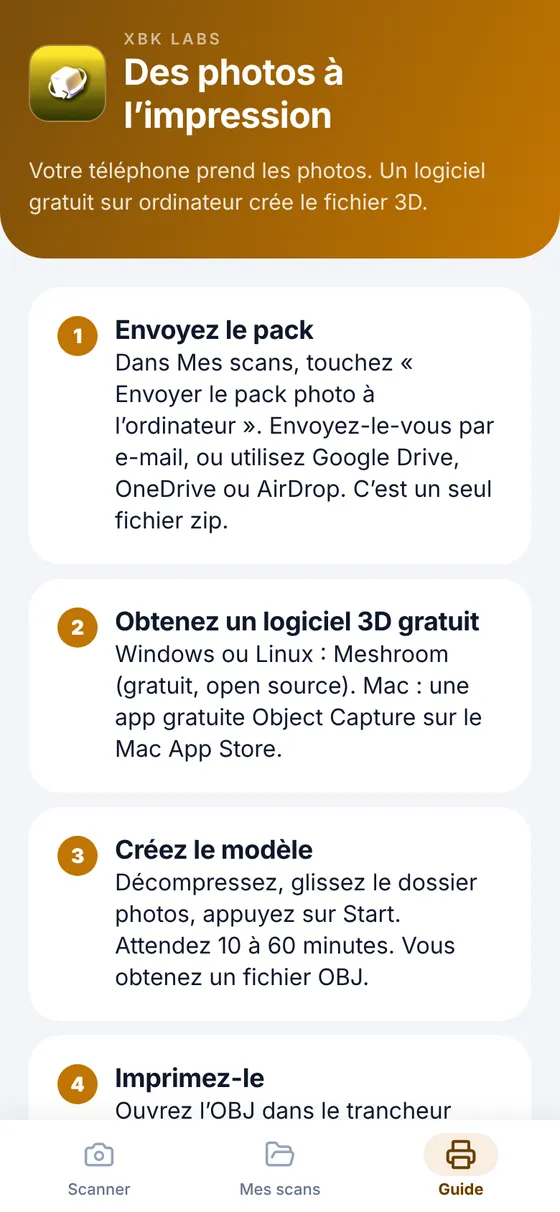 XBK LABS
Des photos à
l’impression
Votre téléphone prend les photos. Un logiciel
gratuit sur ordinateur crée le fichier 3D.
1
Envoyez le pack
Dans Mes scans, touchez «
Envoyer le pack photo à
l’ordinateur ». Envoyez-le-vous par
e-mail, ou utilisez Google Drive,
OneDrive ou AirDrop. C’est un seul
fichier zip.
2
Obtenez un logiciel 3D gratuit
Windows ou Linux : Meshroom
(gratuit, open source). Mac : une
app gratuite Object Capture sur le
Mac App Store.
3
Créez le modèle
Décompressez, glissez le dossier
photos, appuyez sur Start.
Attendez 10 à 60 minutes. Vous
obtenez un fichier OBJ.
4
Imprimez-le
Ouvrez l’OBJ dans le trancheur
Scanner
Mes scans
Guide